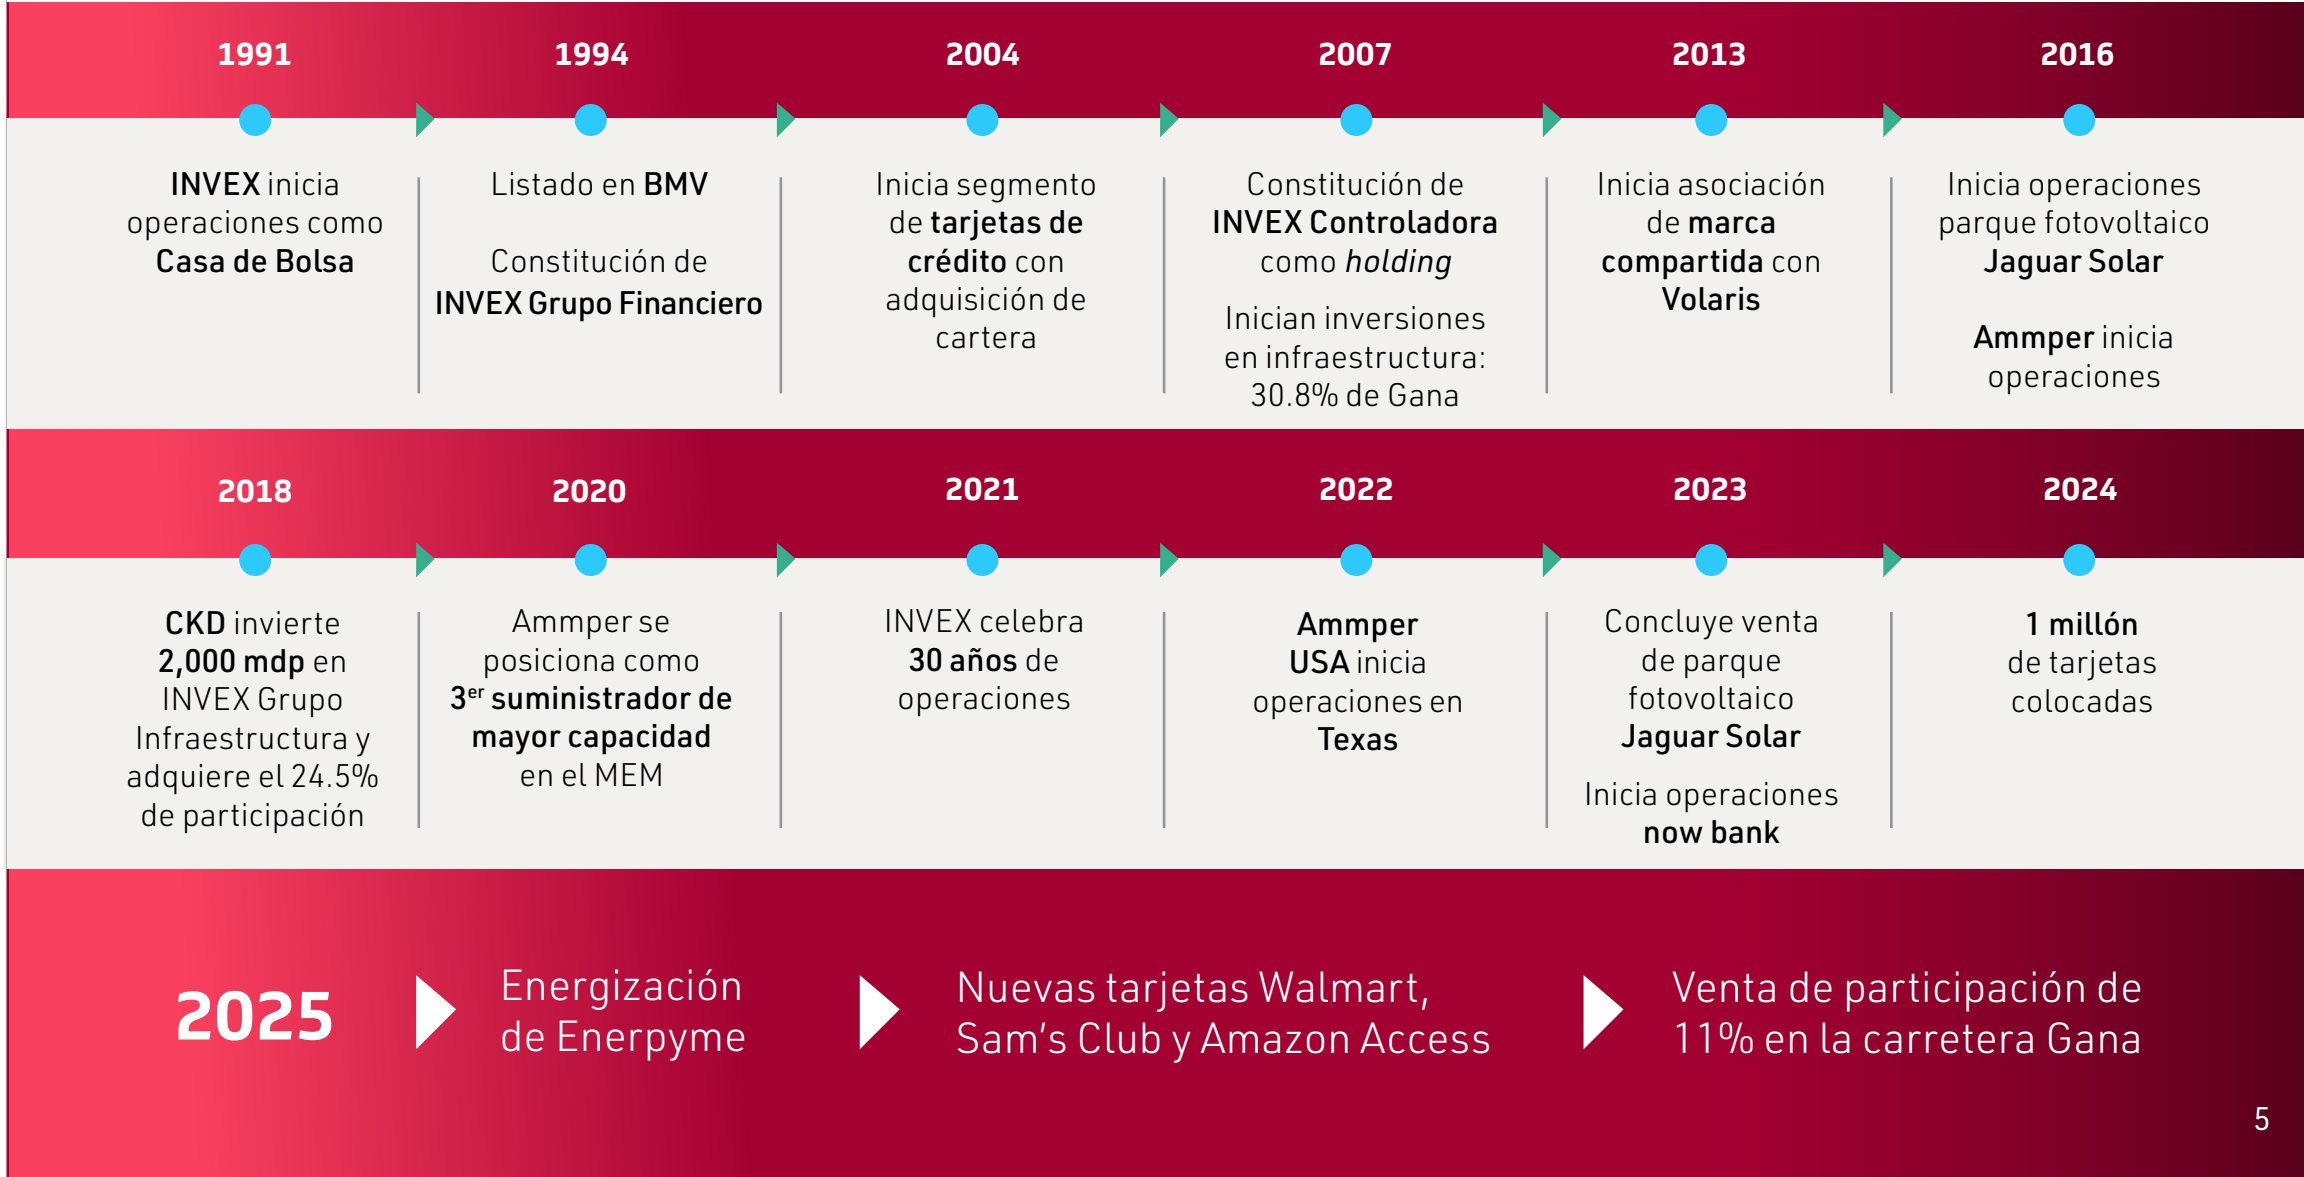 1991
INVEX inicia
operaciones como
Casa de Bolsa
1994
Listado en BMV
Constitución de
INVEX Grupo Financiero
2004
Inicia segmento
de tarjetas de
crédito con
adquisición de
cartera
2007
Constitución de
INVEX Controladora
como holding
Inician inversiones
en infraestructura:
30.8% de Gana
2013
Inicia asociación
de marca
compartida con
Volaris
2016
Inicia operaciones
parque fotovoltaico
Jaguar Solar
Ammper inicia
operaciones
2018
CKD invierte
2,000 mdp en
INVEX Grupo
Infraestructura y
adquiere el 24.5%
de participación
2020
Ammper se
posiciona como
3er suministrador de
mayor capacidad
en el MEM
2021
INVEX celebra
30 años de
operaciones
2022
Ammper
USA inicia
operaciones en
Texas
2023
Concluye venta
de parque
fotovoltaico
Jaguar Solar
Inicia operaciones
now bank
2024
1 millón
de tarjetas
colocadas
2025
Energización
de Enerpyme
Nuevas tarjetas Walmart,
Sam's Club y Amazon Access
Venta de participación de
11% en la carretera Gana
5